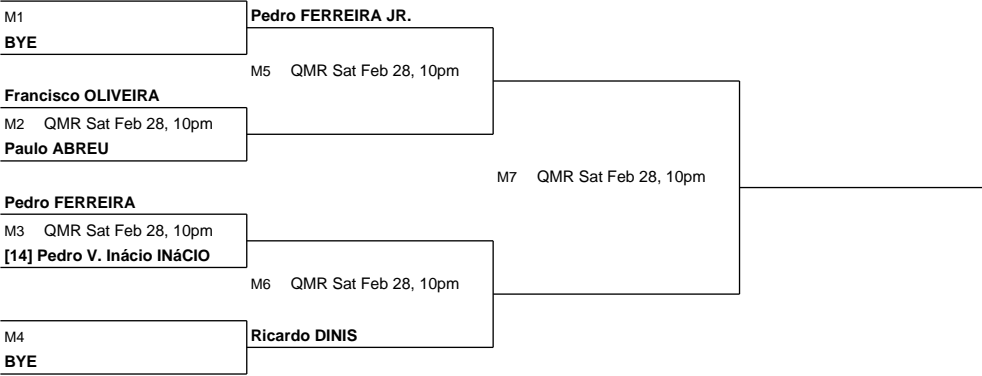 M1
Pedro FERREIRA JR.
BYE
M5 QMR Sat Feb 28, 10pm
Francisco OLIVEIRA
M2 QMR Sat Feb 28, 10pm
Paulo ABREU
M7 QMR Sat Feb 28, 10pm
Pedro FERREIRA
M3 QMR Sat Feb 28, 10pm
[14] Pedro V. Inácio INáCIO
M6 QMR Sat Feb 28, 10pm
M4
Ricardo DINIS
BYE